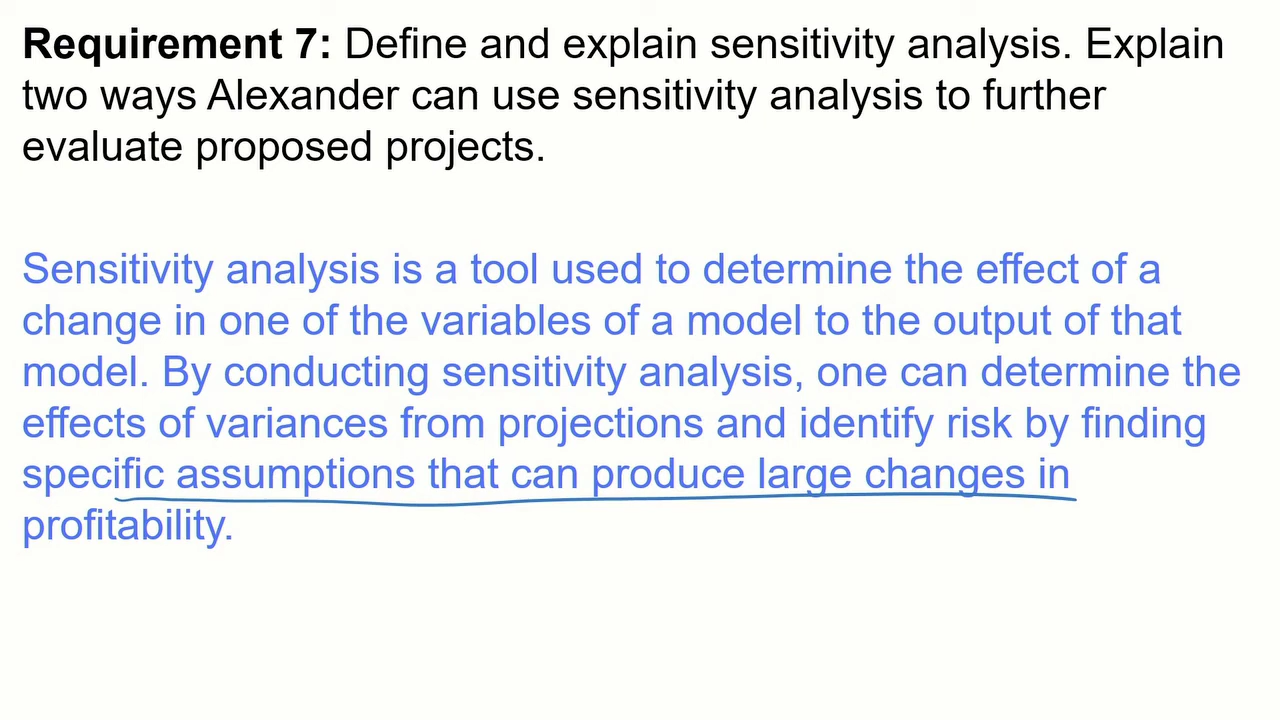 Requirement 7: Define and explain sensitivity analysis. Explain
two ways Alexander can use sensitivity analysis to further
evaluate proposed projects.
Sensitivity analysis is a tool used to determine the effect of a
change in one of the variables of a model to the output of that
model. By conducting sensitivity analysis, one can determine the
effects of variances from projections and identify risk by finding
specific assumptions that can produce large changes in
profitability.